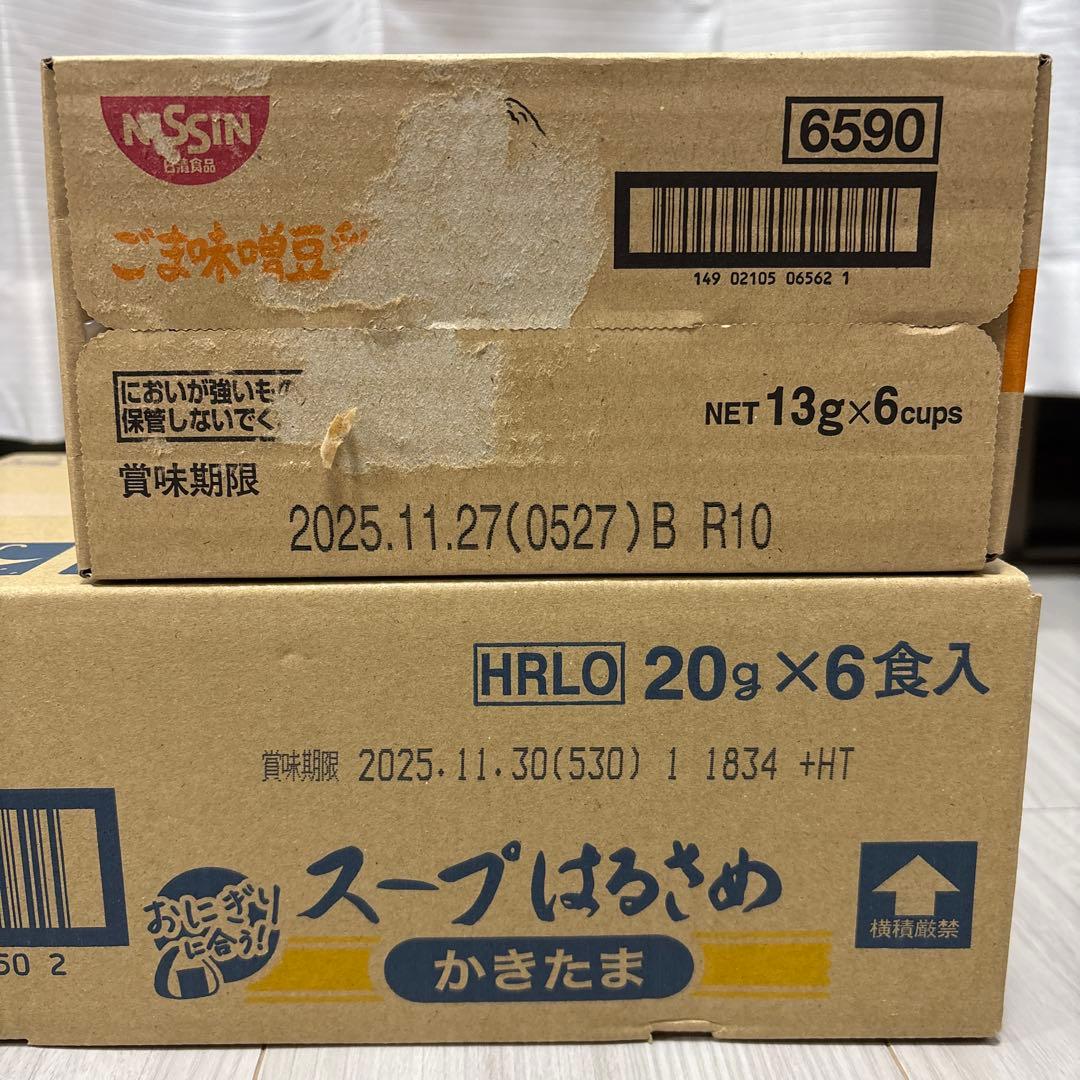 NISSIN
日清食品
6590
149 02105 06562 1
ごま味噌豆
においが強いも
保管しないでく
NET 13g×6cups
賞味期限
2025.11.27(0527)B R10
HRLO 20g×6食入
賞味期限 2025.11.30(530) 1 1834 +HT
スープはるさめ
おにぎり
に合う!
かきたま
横積厳禁
50 2